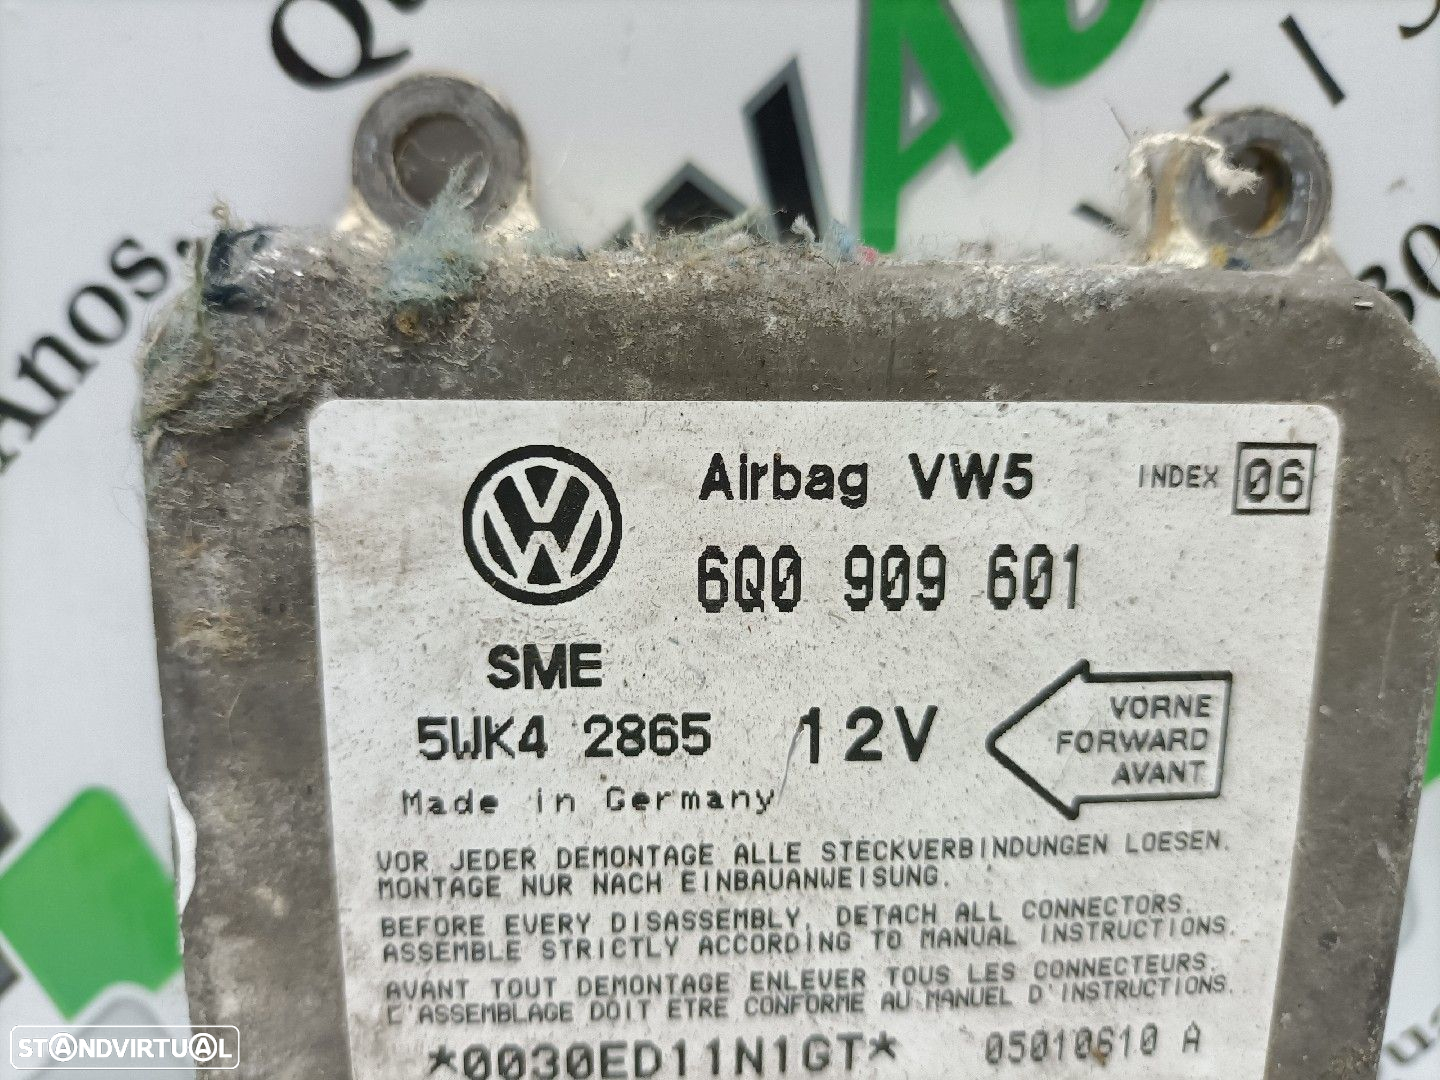 Anos.
Airbag VW5
INDEX 06
6Q0 909 601
SME
5WK4 2865
12V
VORNE
FORWARD
AVANT
Made in Germany
VOR JEDER DEMONTAGE ALLE STECKVERBINDUNGEN LOESEN.
MONTAGE NUR NACH EINBAUANWEISUNG.
BEFORE EVERY DISASSEMBLY, DETACH ALL CONNECTORS.
ASSEMBLE STRICTLY ACCORDING TO MANUAL INSTRUCTIONS.
AVANT TOUT DEMONTAGE ENLEVER TOUS LES CONNECTEURS.
L'ASSEMBLAGE DOIT ETRE CONFORME AU MANUEL D'INSTRUCTIONS.
*0030ED11N1GT*
05010610 A
STANDVIRTUAL